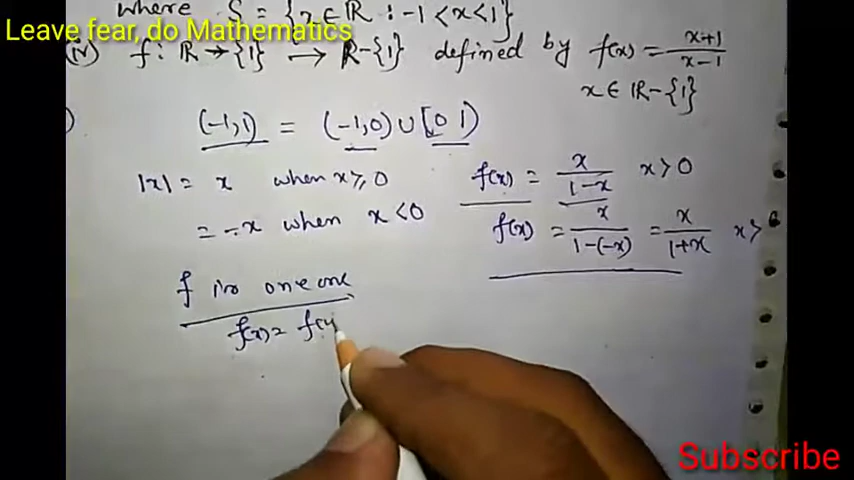 where S = {x ∈ ℝ : -1 < x < 1}
Leave fear, do Mathematics
(iv) f: ℝ → {1} → ℝ-{1} defined by f(x) = x+1 / x-1
x ∈ ℝ-{1}
(-1,1) = (-1,0) ∪ [0 1)
|x| = x when x ≥ 0
f(x) = x / 1-x x > 0
= -x when x < 0
f(x) = x / 1-(-x) = x / 1+x x >
f is one one
f(x) = f(y
Subscribe